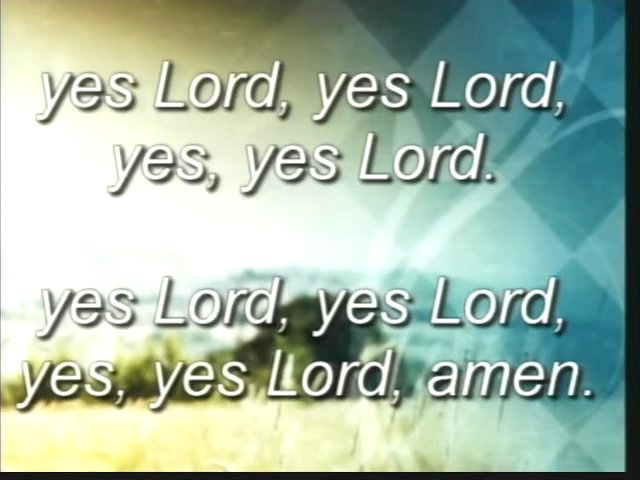 yes Lord, yes Lord,
yes, yes Lord.
yes Lord, yes Lord,
yes, yes Lord, amen.